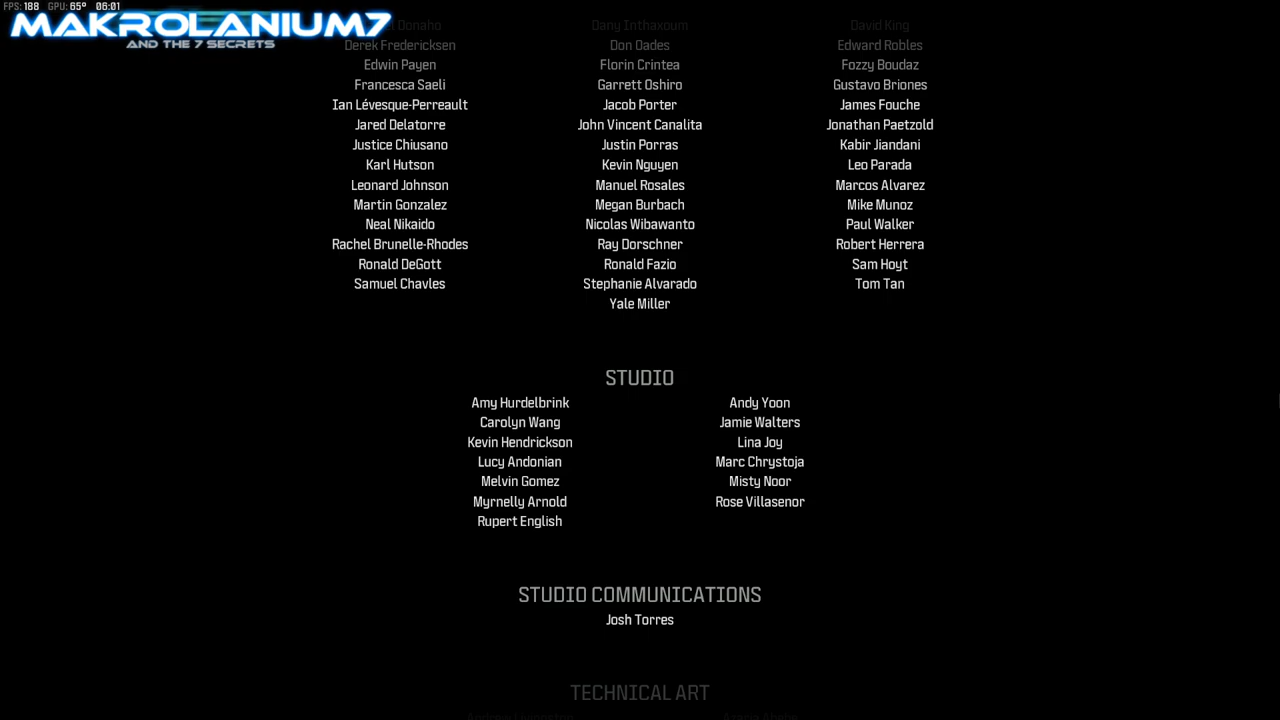 FPS: 188 GPU: 65° 06:01
MAKROLANIUM7
AND THE 7 SECRETS
Donaho Dany Inthaxoum David King
Derek Fredericksen Don Dades Edward Robles
Edwin Payen Florin Crintea Fozzy Boudaz
Francesca Saeli Garrett Oshiro Gustavo Briones
Ian Lévesque-Perreault Jacob Porter James Fouche
Jared Delatorre John Vincent Canalita Jonathan Paetzold
Justice Chiusano Justin Porras Kabir Jiandani
Karl Hutson Kevin Nguyen Leo Parada
Leonard Johnson Manuel Rosales Marcos Alvarez
Martin Gonzalez Megan Burbach Mike Munoz
Neal Nikaido Nicolas Wibawanto Paul Walker
Rachel Brunelle-Rhodes Ray Dorschner Robert Herrera
Ronald DeGott Ronald Fazio Sam Hoyt
Samuel Chavles Stephanie Alvarado Tom Tan
Yale Miller
STUDIO
Amy Hurdelbrink Andy Yoon
Carolyn Wang Jamie Walters
Kevin Hendrickson Lina Joy
Lucy Andonian Marc Chrystoja
Melvin Gomez Misty Noor
Myrnelly Arnold Rose Villasenor
Rupert English
STUDIO COMMUNICATIONS
Josh Torres
TECHNICAL ART